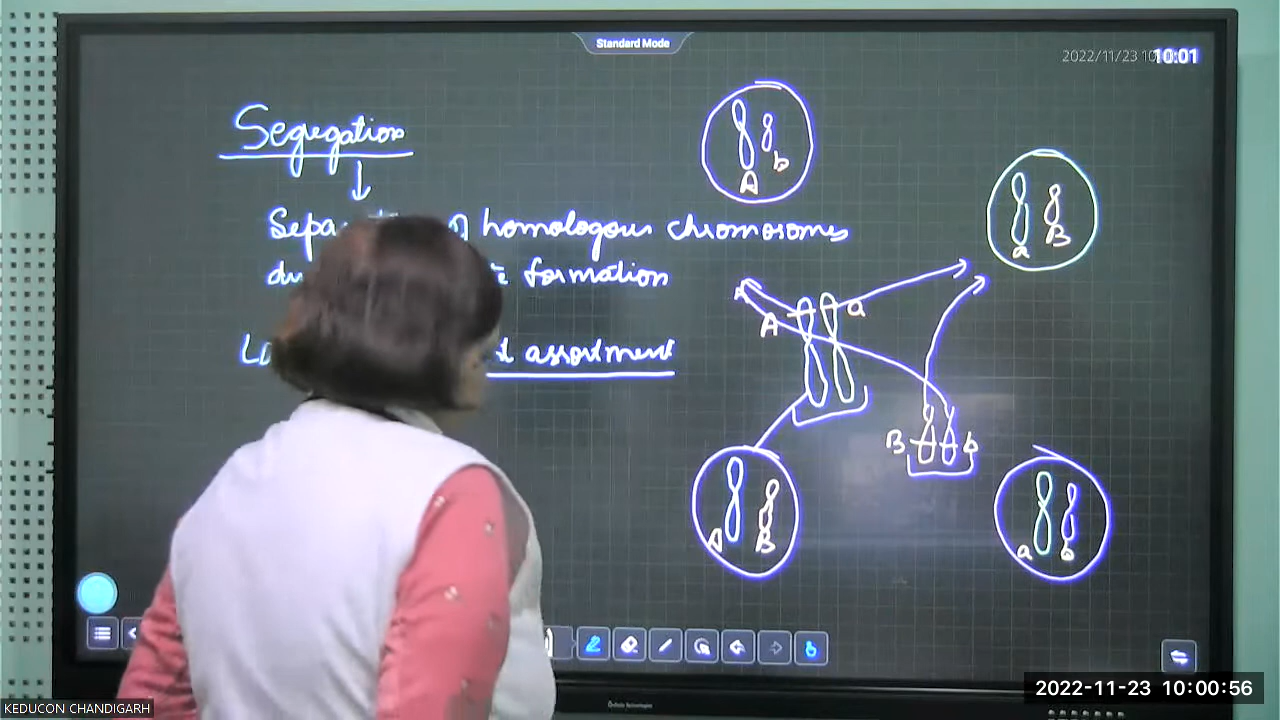 Standard Mode
2022/11/23 10:01
Segregation
homologous chromosomes
formation
assortment
A b
a B
A a
B b
A B
a b
2022-11-23 10:00:56
KEDUCON CHANDIGARH